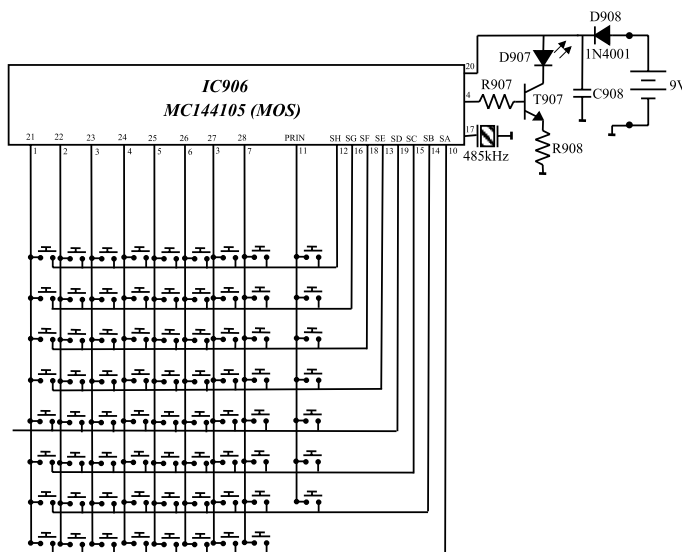 D908
D907
1N4001
20
IC906
MC144105 (MOS)
R907
4
T907
C908
9V
17
R908
485kHz
21 22 23 24 25 26 27 28 PRIN SH SG SF SE SD SC SB SA
1 2 3 4 5 6 3 7 11 12 16 18 13 19 15 14 10